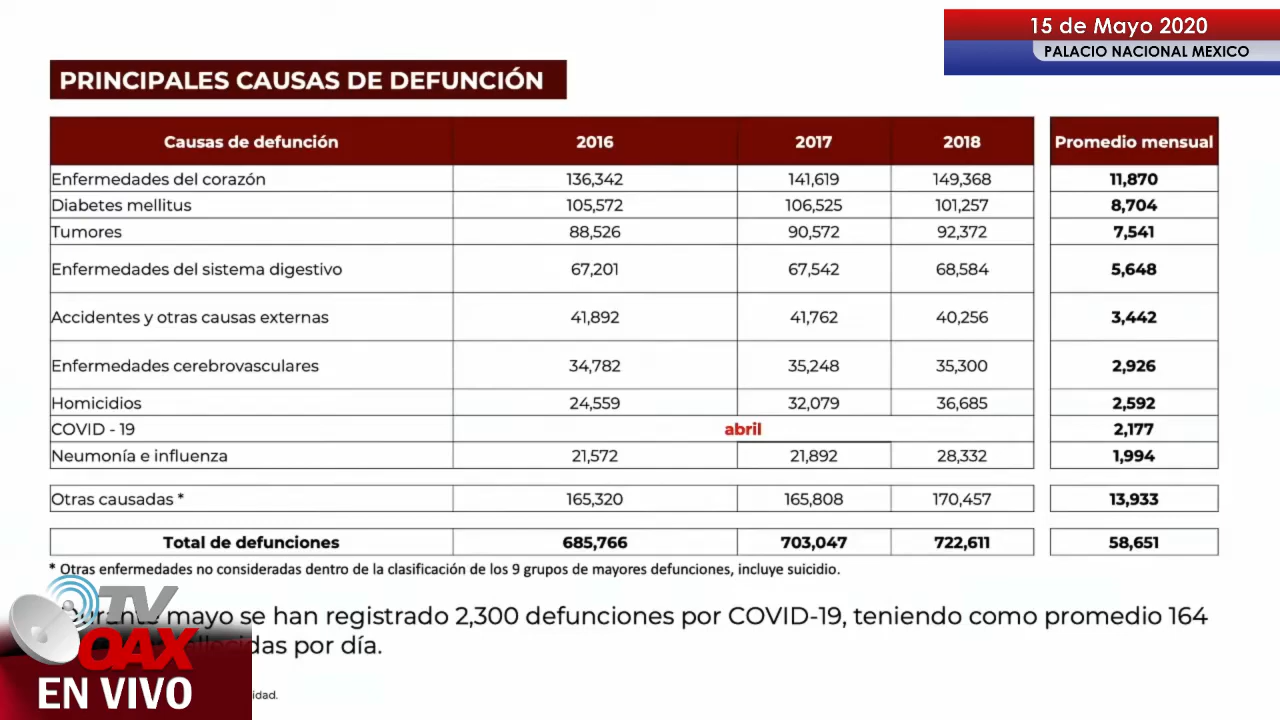 15 de Mayo 2020
PALACIO NACIONAL MEXICO
PRINCIPALES CAUSAS DE DEFUNCIÓN
Causas de defunción 2016 2017 2018 Promedio mensual
Enfermedades del corazón 136,342 141,619 149,368 11,870
Diabetes mellitus 105,572 106,525 101,257 8,704
Tumores 88,526 90,572 92,372 7,541
Enfermedades del sistema digestivo 67,201 67,542 68,584 5,648
Accidentes y otras causas externas 41,892 41,762 40,256 3,442
Enfermedades cerebrovasculares 34,782 35,248 35,300 2,926
Homicidios 24,559 32,079 36,685 2,592
COVID - 19 abril 2,177
Neumonía e influenza 21,572 21,892 28,332 1,994
Otras causadas * 165,320 165,808 170,457 13,933
Total de defunciones 685,766 703,047 722,611 58,651
* Otras enfermedades no consideradas dentro de la clasificación de los 9 grupos de mayores defunciones, incluye suicidio.
mayo se han registrado 2,300 defunciones por COVID-19, teniendo como promedio 164
por día.
TV
OAX
EN VIVO